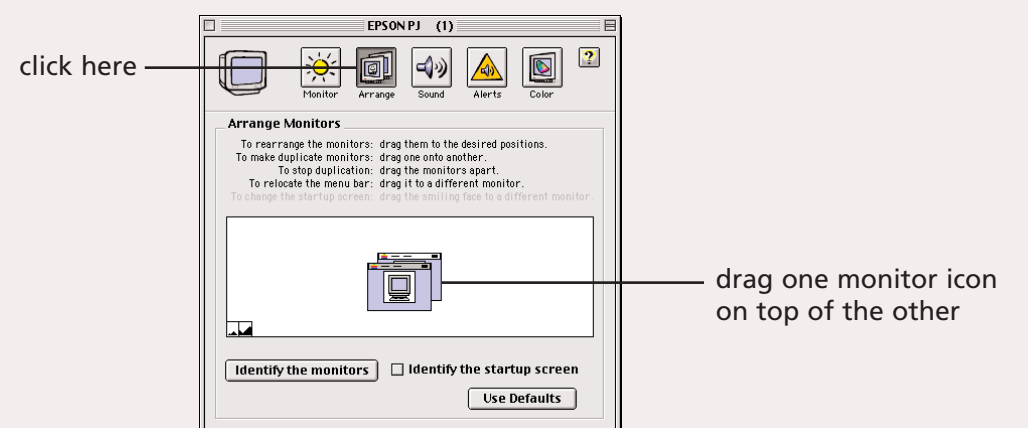 EPSON PJ (1)
click here
Monitor
Arrange
Sound
Alerts
Color
?
Arrange Monitors
To rearrange the monitors: drag them to the desired positions.
To make duplicate monitors: drag one onto another.
To stop duplication: drag the monitors apart.
To relocate the menu bar: drag it to a different monitor.
To change the startup screen: drag the smiling face to a different monitor.
drag one monitor icon
on top of the other
Identify the monitors
Identify the startup screen
Use Defaults